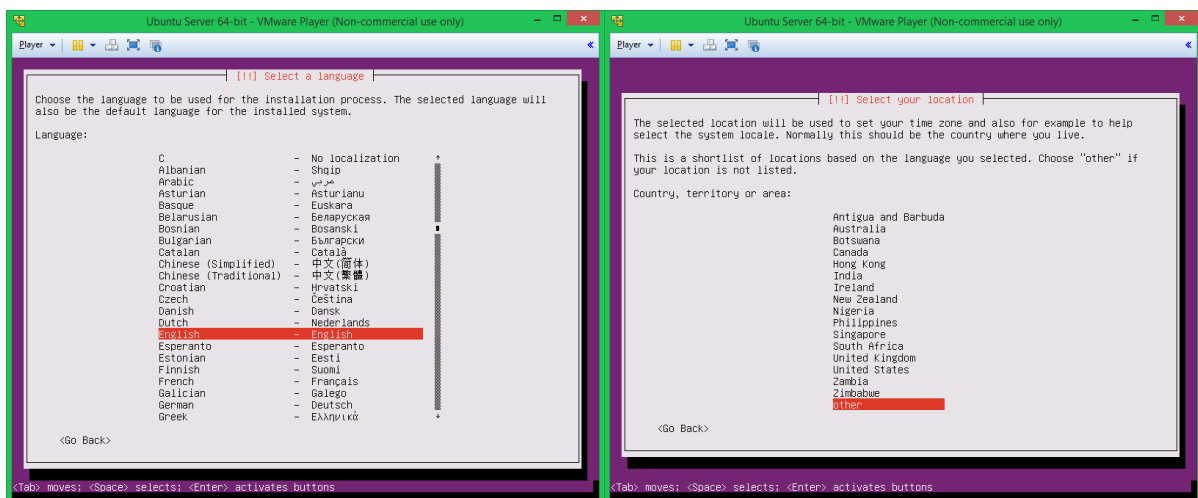 Ubuntu Server 64-bit - VMware Player (Non-commercial use only)
Player
[!!] Select a language
Choose the language to be used for the installation process. The selected language will
also be the default language for the installed system.
Language:
C - No localization
Albanian - Shqip
Arabic - عربي
Asturian - Asturianu
Basque - Euskara
Belarusian - Беларуская
Bosnian - Bosanski
Bulgarian - Български
Catalan - Català
Chinese (Simplified) - 中文(简体)
Chinese (Traditional) - 中文(繁體)
Croatian - Hrvatski
Czech - Čeština
Danish - Dansk
Dutch - Nederlands
English - English
Esperanto - Esperanto
Estonian - Eesti
Finnish - Suomi
French - Français
Galician - Galego
German - Deutsch
Greek - Ελληνικά
<Go Back>
<Tab> moves; <Space> selects; <Enter> activates buttons
Ubuntu Server 64-bit - VMware Player (Non-commercial use only)
Player
[!!] Select your location
The selected location will be used to set your time zone and also for example to help
select the system locale. Normally this should be the country where you live.
This is a shortlist of locations based on the language you selected. Choose "other" if
your location is not listed.
Country, territory or area:
Antigua and Barbuda
Australia
Botswana
Canada
Hong Kong
India
Ireland
New Zealand
Nigeria
Philippines
Singapore
South Africa
United Kingdom
United States
Zambia
Zimbabwe
other
<Go Back>
<Tab> moves; <Space> selects; <Enter> activates buttons